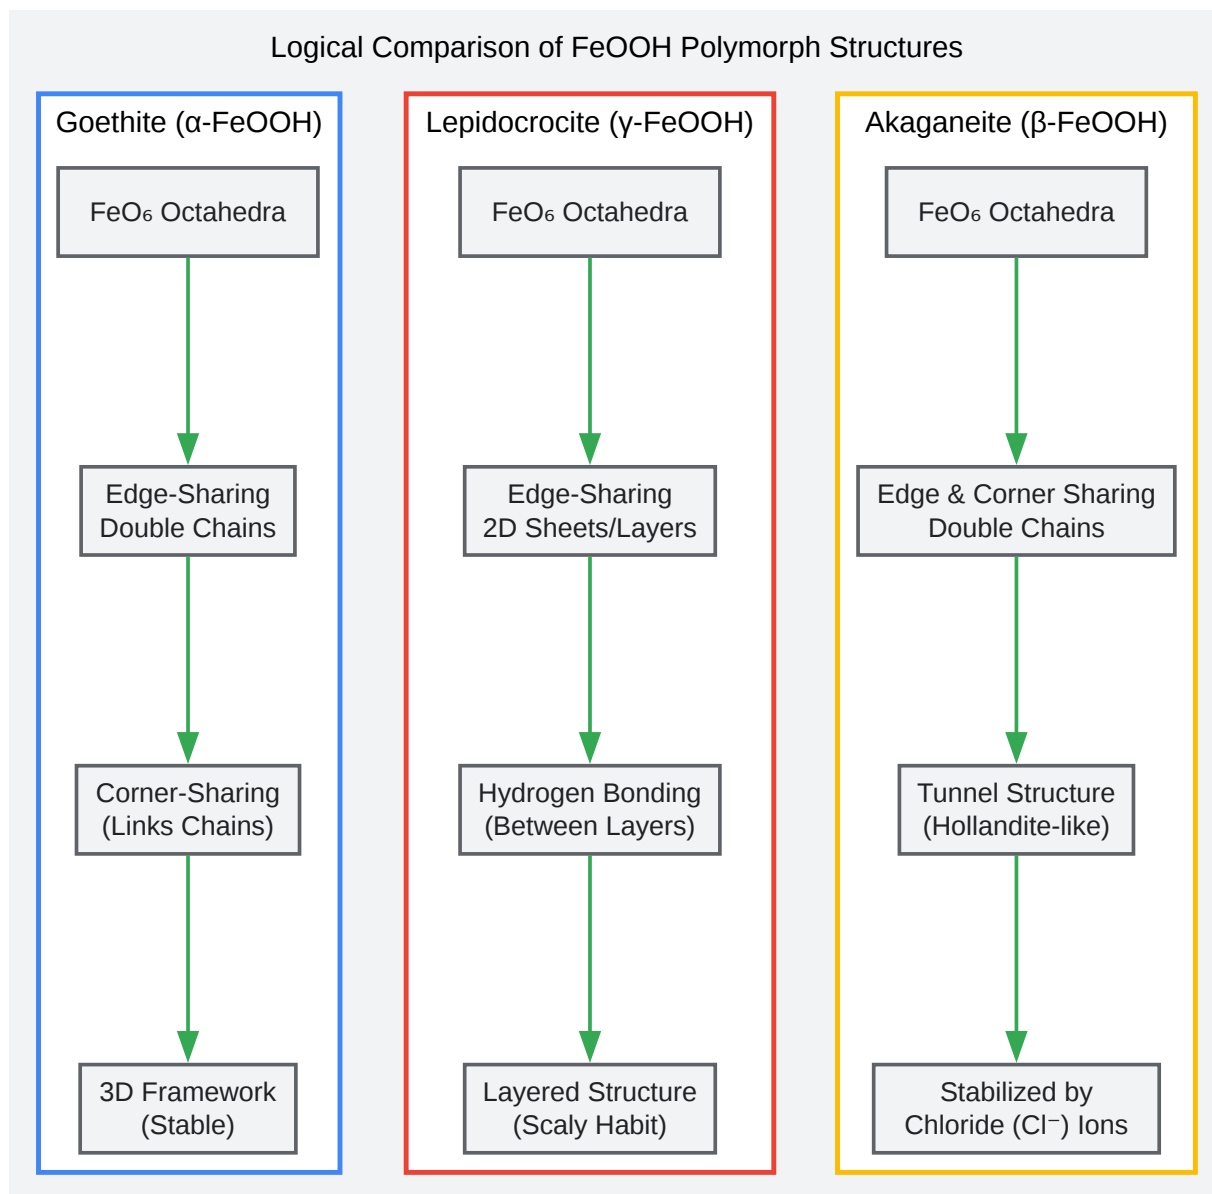 Logical Comparison of FeOOH Polymorph Structures
Goethite (α-FeOOH)
FeO₆ Octahedra
Edge-Sharing
Double Chains
Corner-Sharing
(Links Chains)
3D Framework
(Stable)
Lepidocrocite (γ-FeOOH)
FeO₆ Octahedra
Edge-Sharing
2D Sheets/Layers
Hydrogen Bonding
(Between Layers)
Layered Structure
(Scaly Habit)
Akaganeite (β-FeOOH)
FeO₆ Octahedra
Edge & Corner Sharing
Double Chains
Tunnel Structure
(Hollandite-like)
Stabilized by
Chloride (Cl⁻) Ions